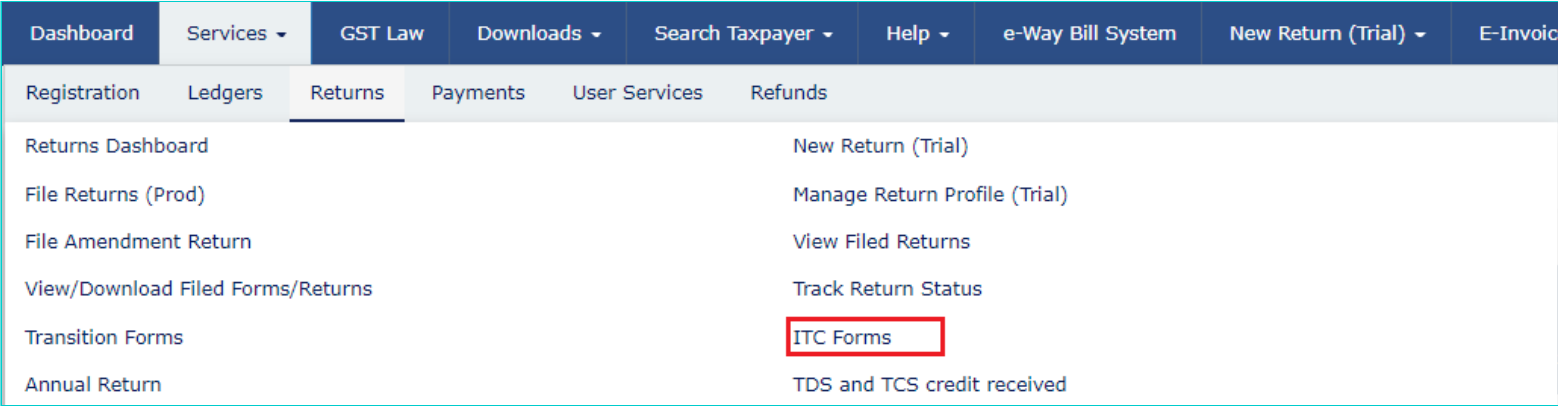 Dashboard Services GST Law Downloads Search Taxpayer Help e-Way Bill System New Return (Trial) E-Invoic
Registration Ledgers Returns Payments User Services Refunds
Returns Dashboard New Return (Trial)
File Returns (Prod) Manage Return Profile (Trial)
File Amendment Return View Filed Returns
View/Download Filed Forms/Returns Track Return Status
Transition Forms ITC Forms
Annual Return TDS and TCS credit received